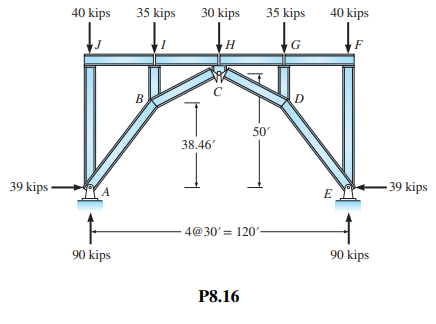 40 kips 35 kips 30 kips 35 kips 40 kips
J I H G F
B C D
38.46′ 50′
39 kips A E 39 kips
4@30′ = 120′
90 kips 90 kips
P8.16